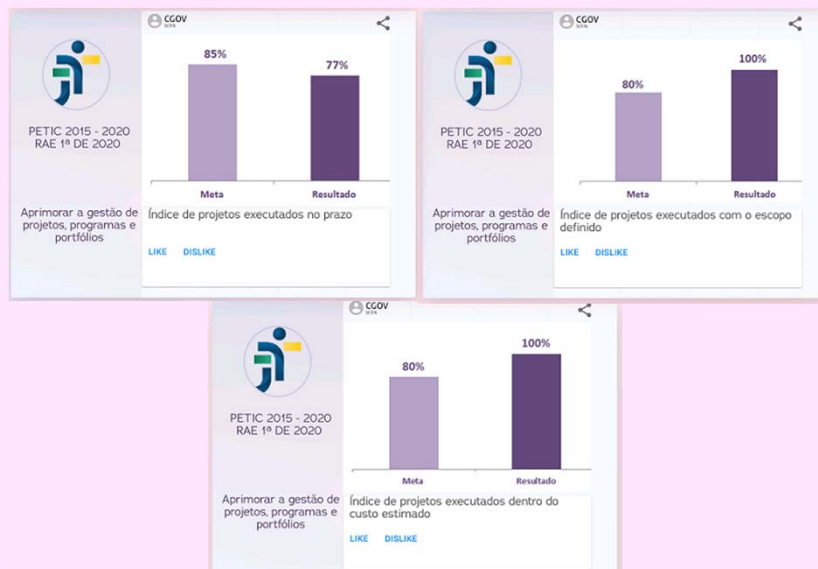 CGOV
85%
77%
Meta
Resultado
PETIC 2015 - 2020
RAE 1ª DE 2020
Aprimorar a gestão de
projetos, programas e
portfólios
Índice de projetos executados no prazo
LIKE DISLIKE
CGOV
80%
100%
Meta
Resultado
PETIC 2015 - 2020
RAE 1ª DE 2020
Aprimorar a gestão de
projetos, programas e
portfólios
Índice de projetos executados com o escopo
definido
LIKE DISLIKE
CGOV
80%
100%
Meta
Resultado
PETIC 2015 - 2020
RAE 1ª DE 2020
Aprimorar a gestão de
projetos, programas e
portfólios
Índice de projetos executados dentro do
custo estimado
LIKE DISLIKE